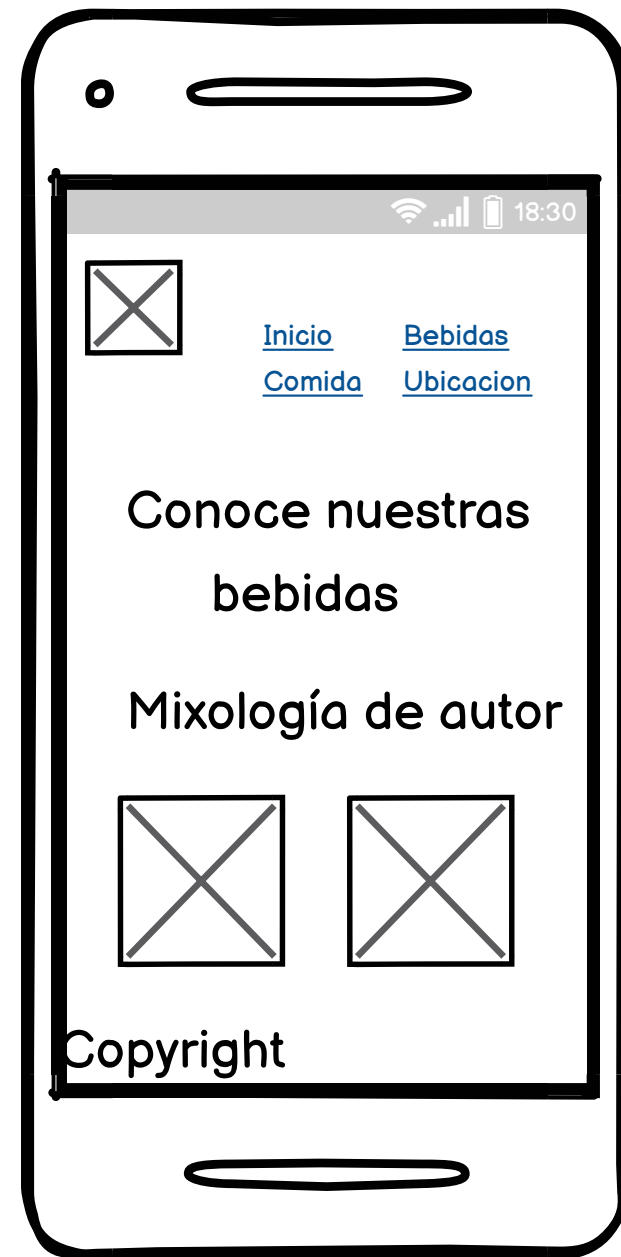 18:30
Inicio Bebidas
Comida Ubicacion
Conoce nuestras
bebidas
Mixología de autor
Copyright